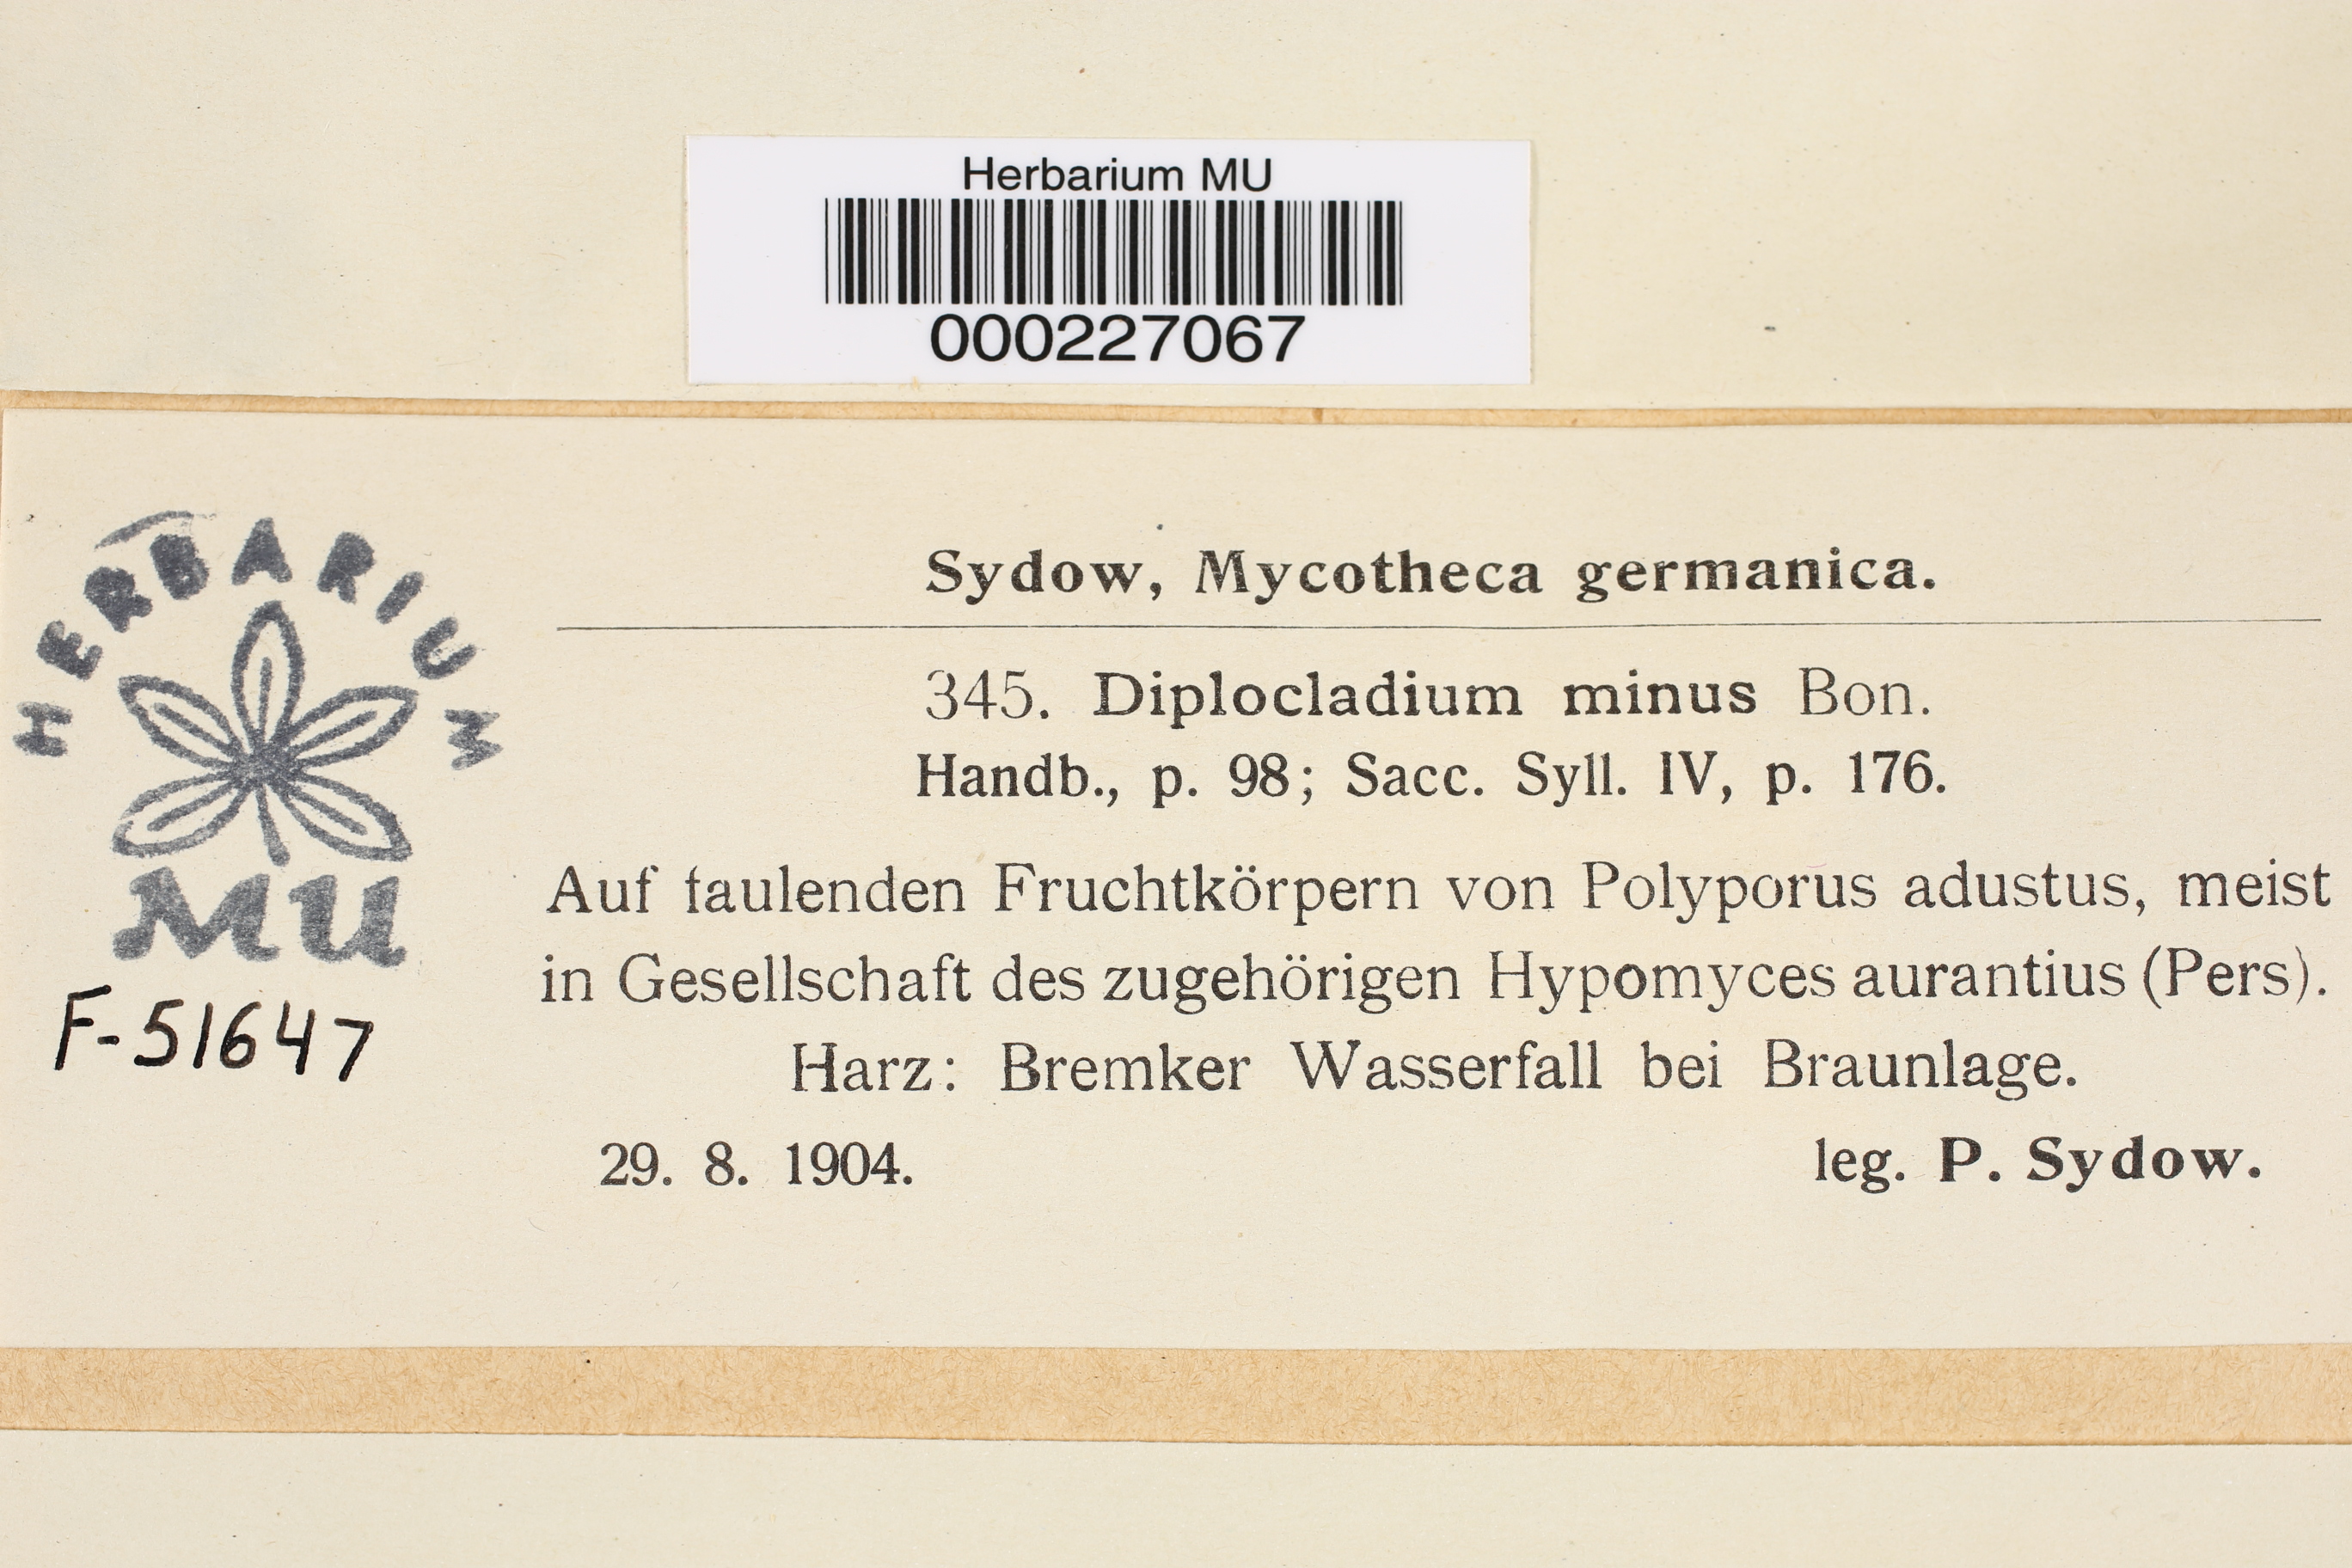 Herbarium MU
000227067
HERBARIUM
MU
F-51647
Sydow, Mycotheca germanica.
345. Diplocladium minus Bon.
Handb., p. 98; Sacc. Syll. IV, p. 176.
Auf faulenden Fruchtkörpern von Polyporus adustus, meist
in Gesellschaft des zugehörigen Hypomyces aurantius (Pers).
Harz: Bremker Wasserfall bei Braunlage.
29. 8. 1904. leg. P. Sydow.